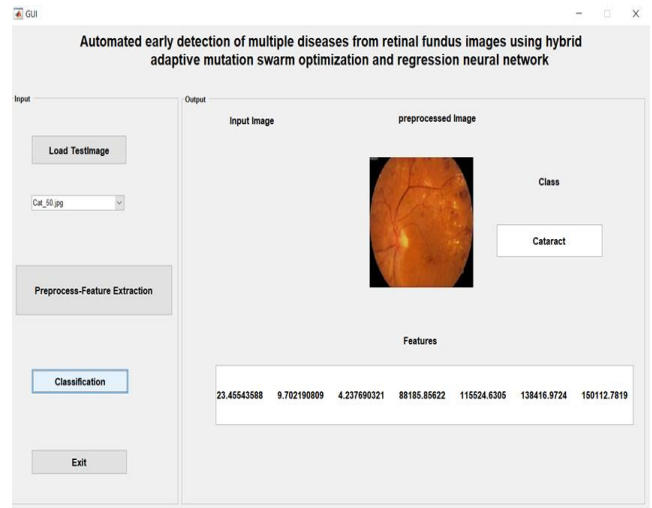 GUI
Automated early detection of multiple diseases from retinal fundus images using hybrid
adaptive mutation swarm optimization and regression neural network
Input
Load TestImage
Cat_50.jpg
Preprocess-Feature Extraction
Classification
Exit
Output
Input Image
preprocessed Image
Class
Cataract
Features
23.45543588 9.702190809 4.237690321 88185.85622 115524.6305 138416.9724 150112.7819